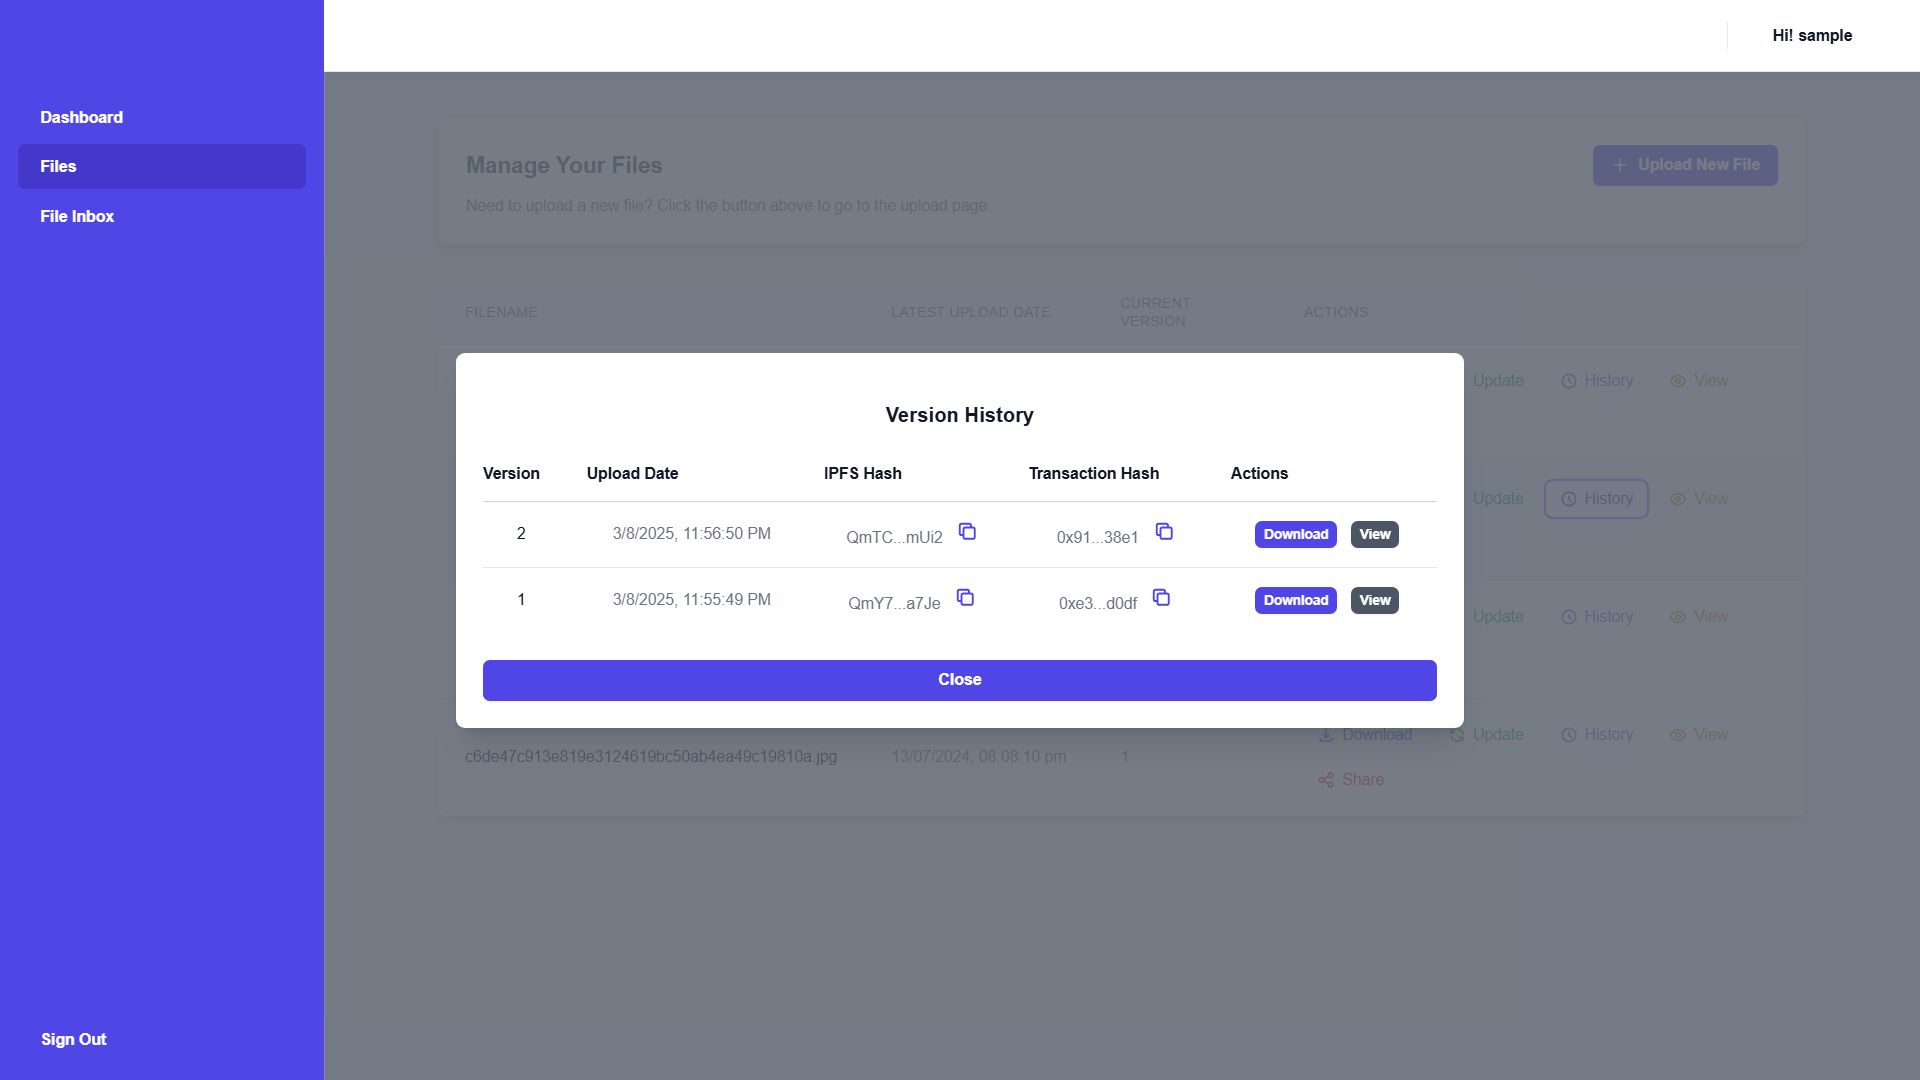 Hi! sample
Dashboard
Files
File Inbox
Sign Out
Manage Your Files
Upload New File
Need to upload a new file? Click the button above to go to the upload page.
FILENAME LATEST UPLOAD DATE CURRENT VERSION ACTIONS
Update History View
Version History
Version Upload Date IPFS Hash Transaction Hash Actions
2 3/8/2025, 11:56:50 PM QmTC...mUi2 0x91...38e1 Download View
Update History View
1 3/8/2025, 11:55:49 PM QmY7...a7Je 0xe3...d0df Download View
Update History View
Close
c6de47c913e819e3124619bc50ab4ea49c19810a.jpg 13/07/2024, 08:08:10 pm 1 Download Update History View
Share